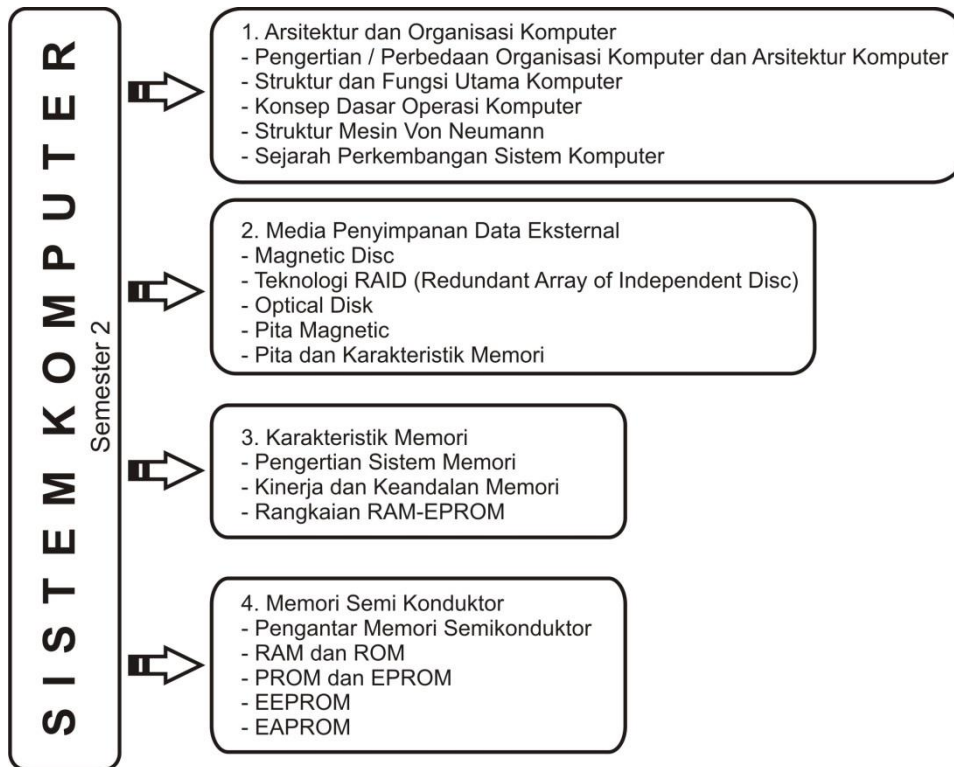 SISTEM KOMPUTER
Semester 2
1. Arsitektur dan Organisasi Komputer
- Pengertian / Perbedaan Organisasi Komputer dan Arsitektur Komputer
- Struktur dan Fungsi Utama Komputer
- Konsep Dasar Operasi Komputer
- Struktur Mesin Von Neumann
- Sejarah Perkembangan Sistem Komputer
2. Media Penyimpanan Data Eksternal
- Magnetic Disc
- Teknologi RAID (Redundant Array of Independent Disc)
- Optical Disk
- Pita Magnetic
- Pita dan Karakteristik Memori
3. Karakteristik Memori
- Pengertian Sistem Memori
- Kinerja dan Keandalan Memori
- Rangkaian RAM-EPROM
4. Memori Semi Konduktor
- Pengantar Memori Semikonduktor
- RAM dan ROM
- PROM dan EPROM
- EEPROM
- EAPROM